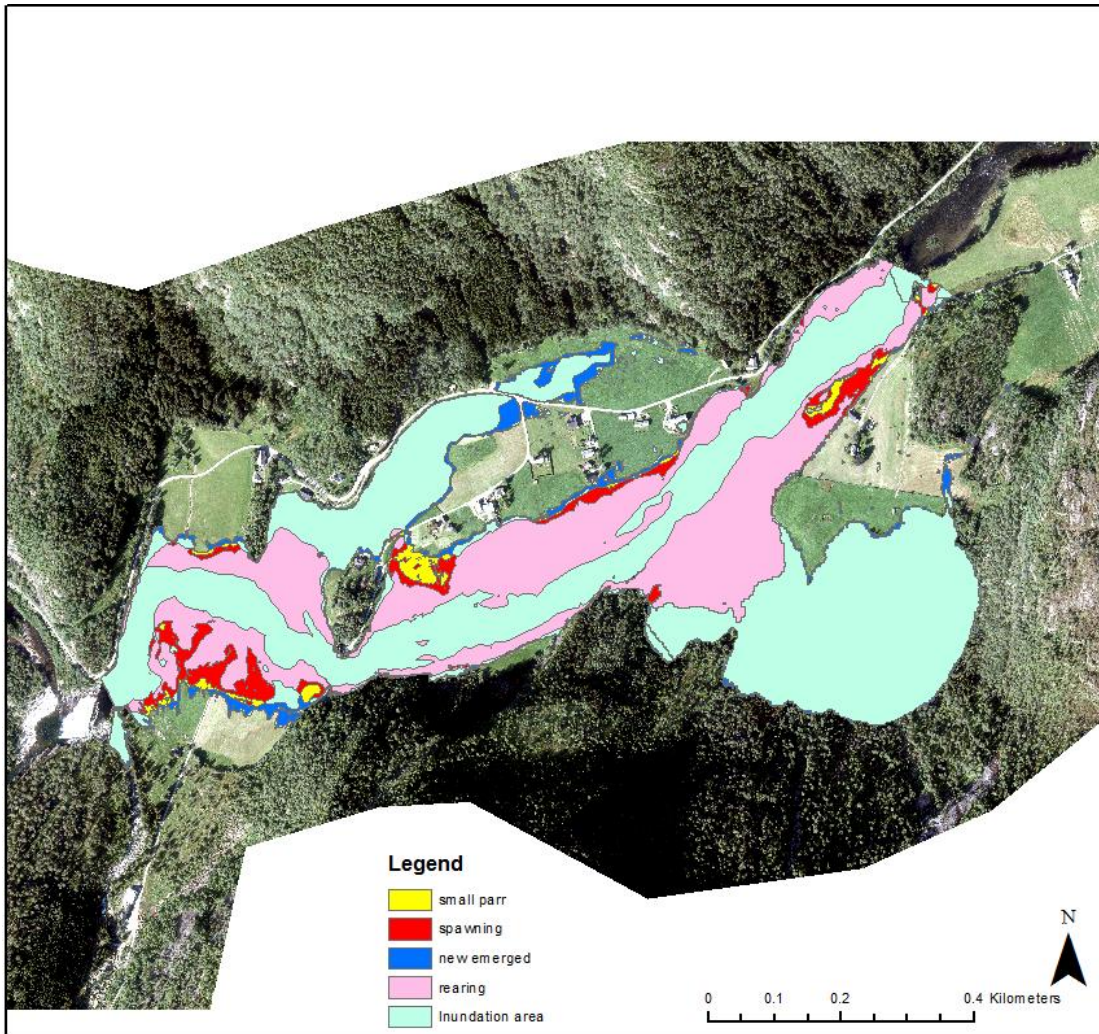 Legend
small parr
spawning
new emerged
rearing
Inundation area
N
0 0.1 0.2 0.4 Kilometers